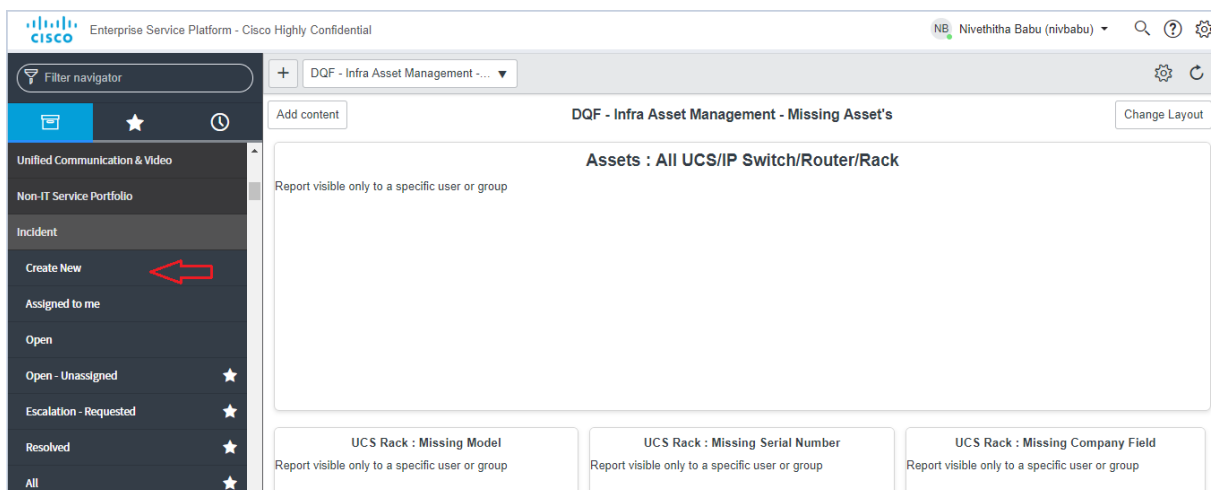 CISCO
Enterprise Service Platform - Cisco Highly Confidential
NB Nivethitha Babu (nivbabu)
Filter navigator
Unified Communication & Video
Non-IT Service Portfolio
Incident
Create New
Assigned to me
Open
Open - Unassigned
Escalation - Requested
Resolved
All
+ DQF - Infra Asset Management -...
Add content
DQF - Infra Asset Management - Missing Asset's
Change Layout
Assets : All UCS/IP Switch/Router/Rack
Report visible only to a specific user or group
UCS Rack : Missing Model
Report visible only to a specific user or group
UCS Rack : Missing Serial Number
Report visible only to a specific user or group
UCS Rack : Missing Company Field
Report visible only to a specific user or group